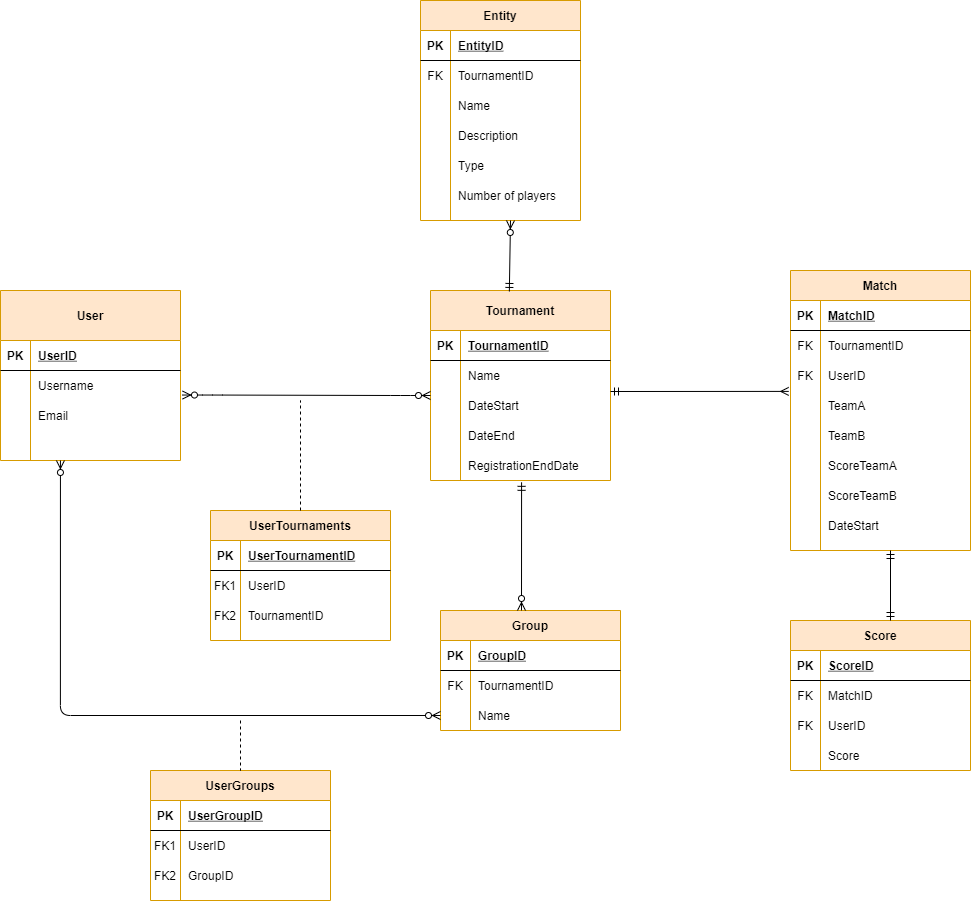 Entity
PK EntityID
FK TournamentID
Name
Description
Type
Number of players
User
PK UserID
Username
Email
Tournament
PK TournamentID
Name
DateStart
DateEnd
RegistrationEndDate
Match
PK MatchID
FK TournamentID
FK UserID
TeamA
TeamB
ScoreTeamA
ScoreTeamB
DateStart
UserTournaments
PK UserTournamentID
FK1 UserID
FK2 TournamentID
Group
PK GroupID
FK TournamentID
Name
Score
PK ScoreID
FK MatchID
FK UserID
Score
UserGroups
PK UserGroupID
FK1 UserID
FK2 GroupID